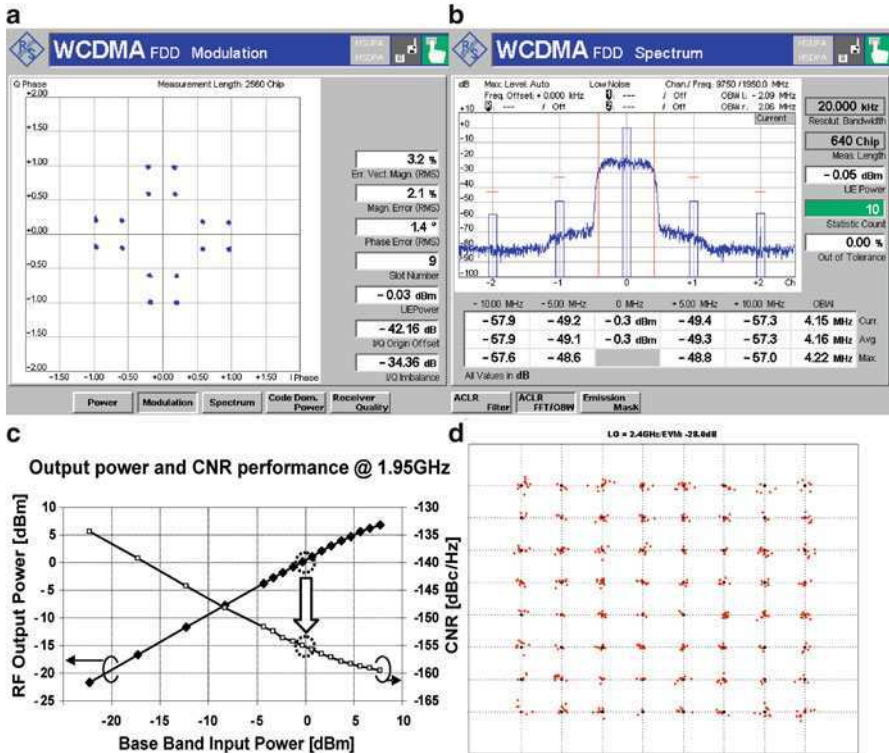 a
WCDMA FDD Modulation
HSUPA
HSDPA
Q Phase
Measurement Length: 2560 Chip
+2.00
+1.50
+1.00
+0.50
+0.00
-0.50
-1.00
-1.50
-2.00
-1.50 -1.00 -0.50 +0.00 +0.50 +1.00 +1.50 I Phase
3.2 %
Err. Vect. Magn. (RMS)
2.1 %
Magn. Error (RMS)
1.4 °
Phase Error (RMS)
9
Slot Number
- 0.03 dBm
UEPower
- 42.16 dB
I/Q Origin Offset
- 34.36 dB
I/Q Imbalance
Power Modulation Spectrum Code Dom. Power Receiver Quality
b
WCDMA FDD Spectrum
HSUPA
HSDPA
dB Max. Level: Auto Low Noise Chan./ Freq.: 9750 / 1950.0 MHz
Freq. Offset: + 0.000 kHz 1: --- / Off OBW l.: - 2.09 MHz
--- / Off 2: --- / Off OBW r.: 2.06 MHz
Current
+10
+0
-10
-20
-30
-40
-50
-60
-70
-80
-90
-100
-2 -1 0 +1 +2 Ch
20.000 kHz
Resolut. Bandwidth
640 Chip
Meas. Length
- 0.05 dBm
UE Power
10
Statistic Count
0.00 %
Out of Tolerance
- 10.00 MHz - 5.00 MHz 0 MHz + 5.00 MHz + 10.00 MHz OBW
- 57.9 - 49.2 - 0.3 dBm - 49.4 - 57.3 4.15 MHz Curr.
- 57.9 - 49.1 - 0.3 dBm - 49.3 - 57.3 4.16 MHz Avg.
- 57.6 - 48.6 - 48.8 - 57.0 4.22 MHz Max.
All Values in dB
ACLR Filter ACLR FFT/OBW Emission Mask
c
Output power and CNR performance @ 1.95GHz
RF Output Power [dBm]
10
5
0
-5
-10
-15
-20
-25
-20 -15 -10 -5 0 5 10
Base Band Input Power [dBm]
-130
-135
-140
-145
-150
-155
-160
-165
CNR [dBc/Hz]
d
LO = 2.4GHz/EVM: -28.0dB